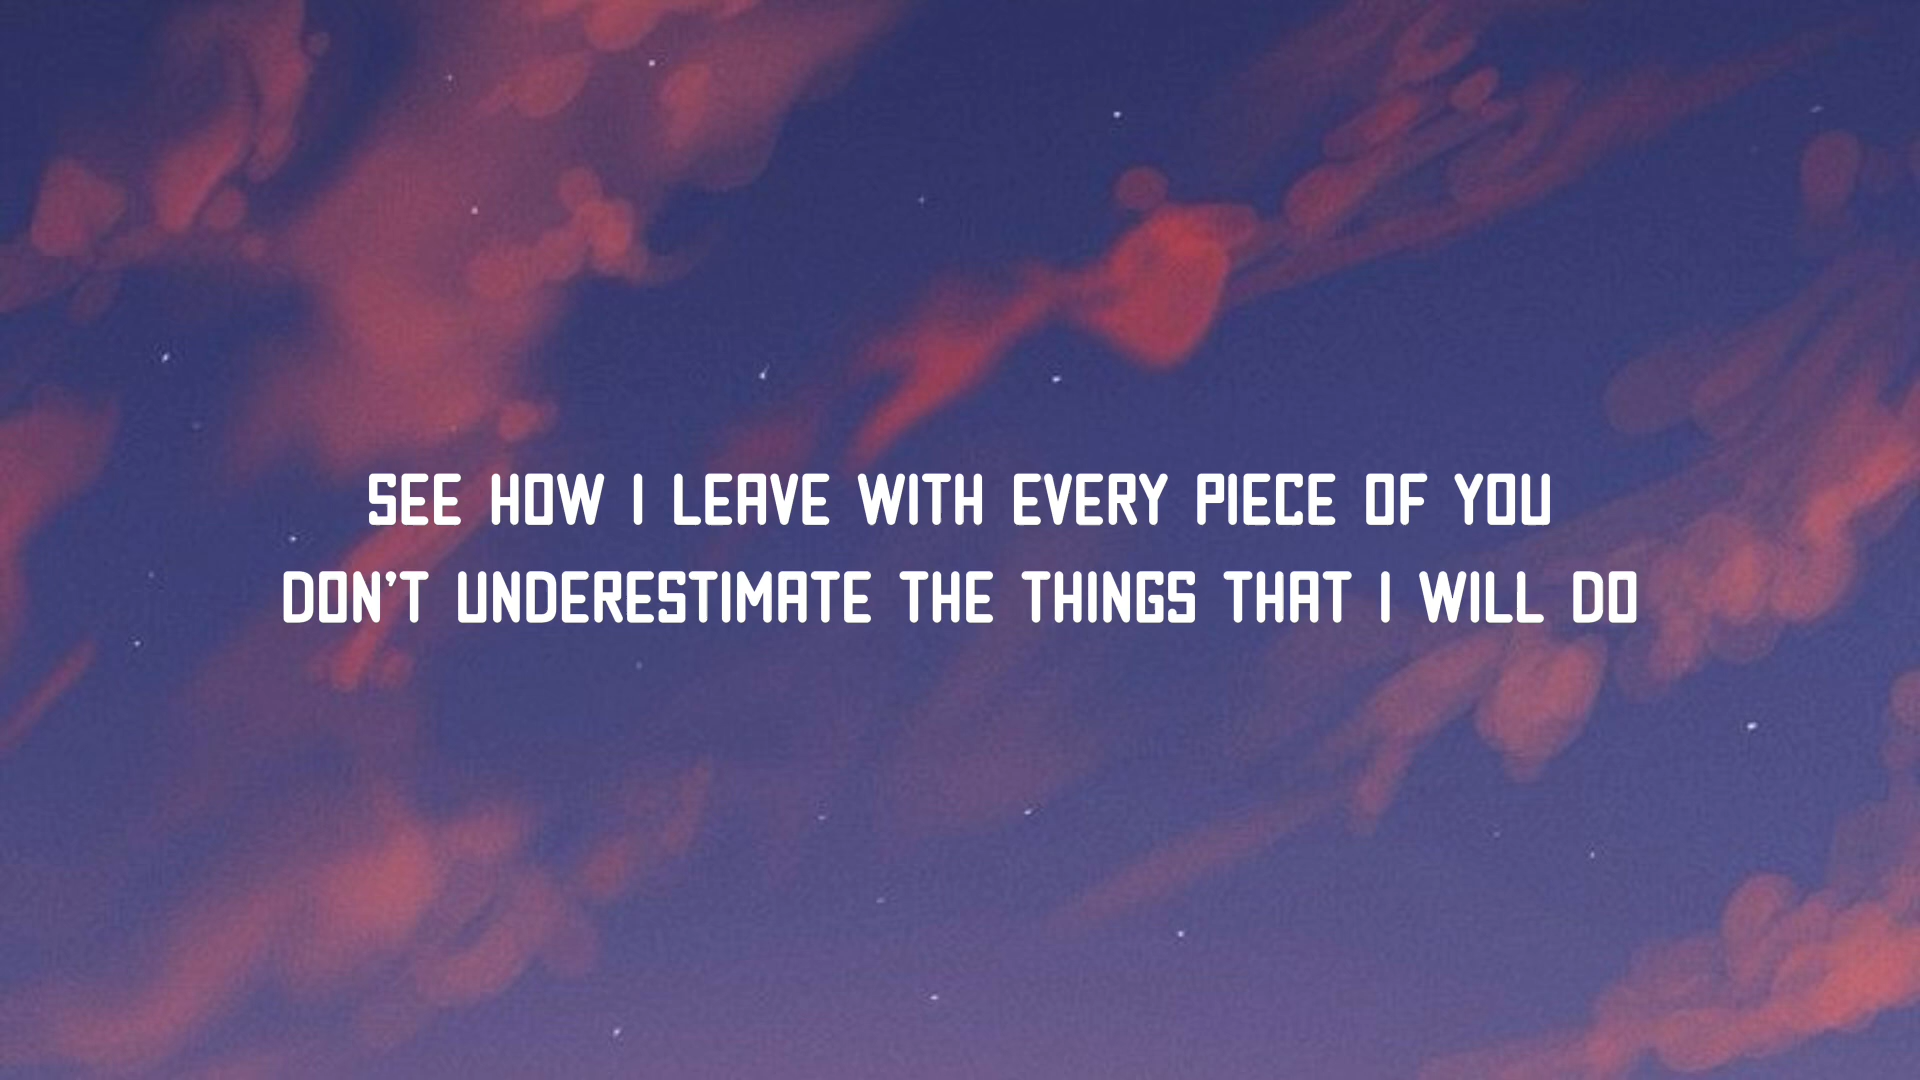 SEE HOW I LEAVE WITH EVERY PIECE OF YOU
DON'T UNDERESTIMATE THE THINGS THAT I WILL DO